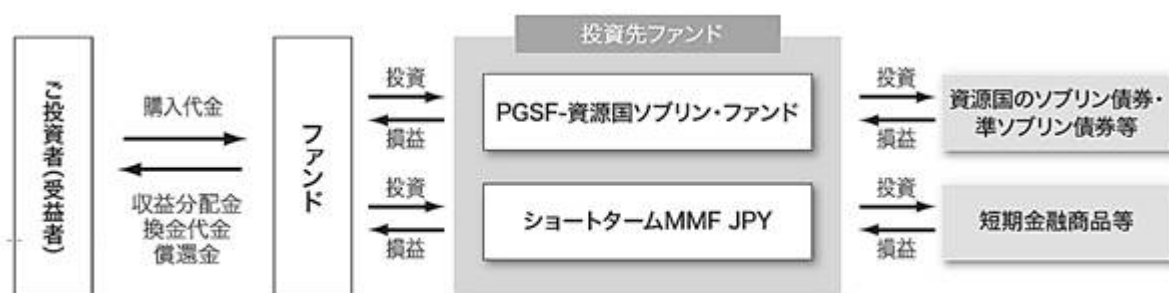 投資先ファンド
ご投資者(受益者)
購入代金
収益分配金
換金代金
償還金
ファンド
投資
損益
投資
損益
PGSF-資源国ソブリン・ファンド
ショートタームMMF JPY
投資
損益
投資
損益
資源国のソブリン債券・
準ソブリン債券等
短期金融商品等